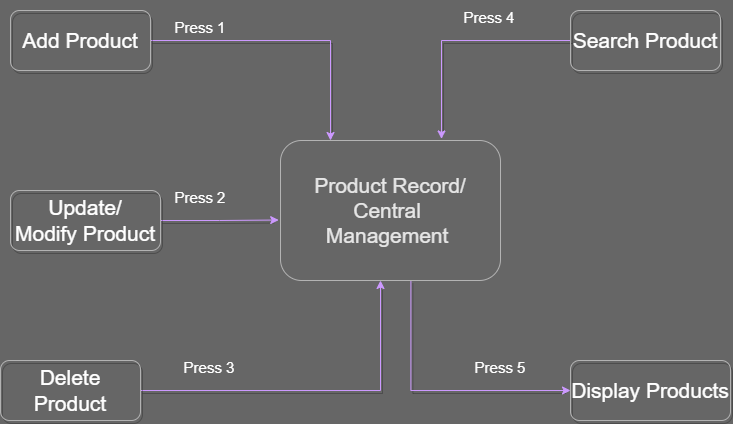 Add Product
Press 1
Press 4
Search Product
Product Record/
Central
Management
Update/
Modify Product
Press 2
Delete
Product
Press 3
Press 5
Display Products